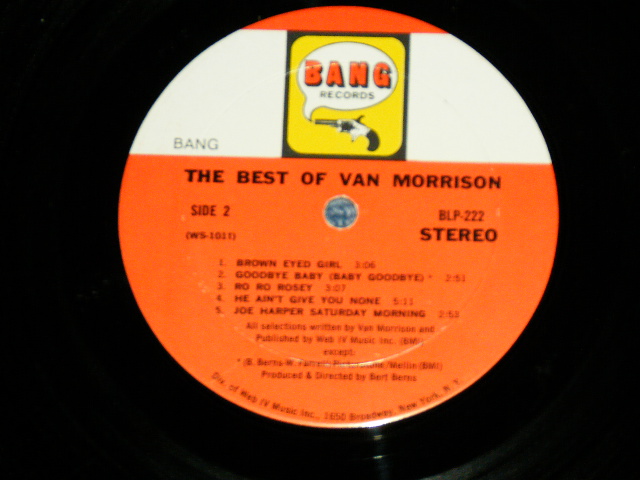 BANG
RECORDS
BANG
THE BEST OF VAN MORRISON
SIDE 2
BLP-222
(WS-1011)
STEREO
1. BROWN EYED GIRL 3:06
2. GOODBYE BABY (BABY GOODBYE) * 2:51
3. RO RO ROSEY 3:07
4. HE AIN'T GIVE YOU NONE 5:11
5. JOE HARPER SATURDAY MORNING 2:53
All selections written by Van Morrison and
Published by Web IV Music Inc. (BMI)
except:
* (B. Berns-W. Farrell- /Mellin (BMI)
Produced & Directed by Bert Berns
Div. of Web IV Music Inc., 1650 Broadway, New York, N.Y.